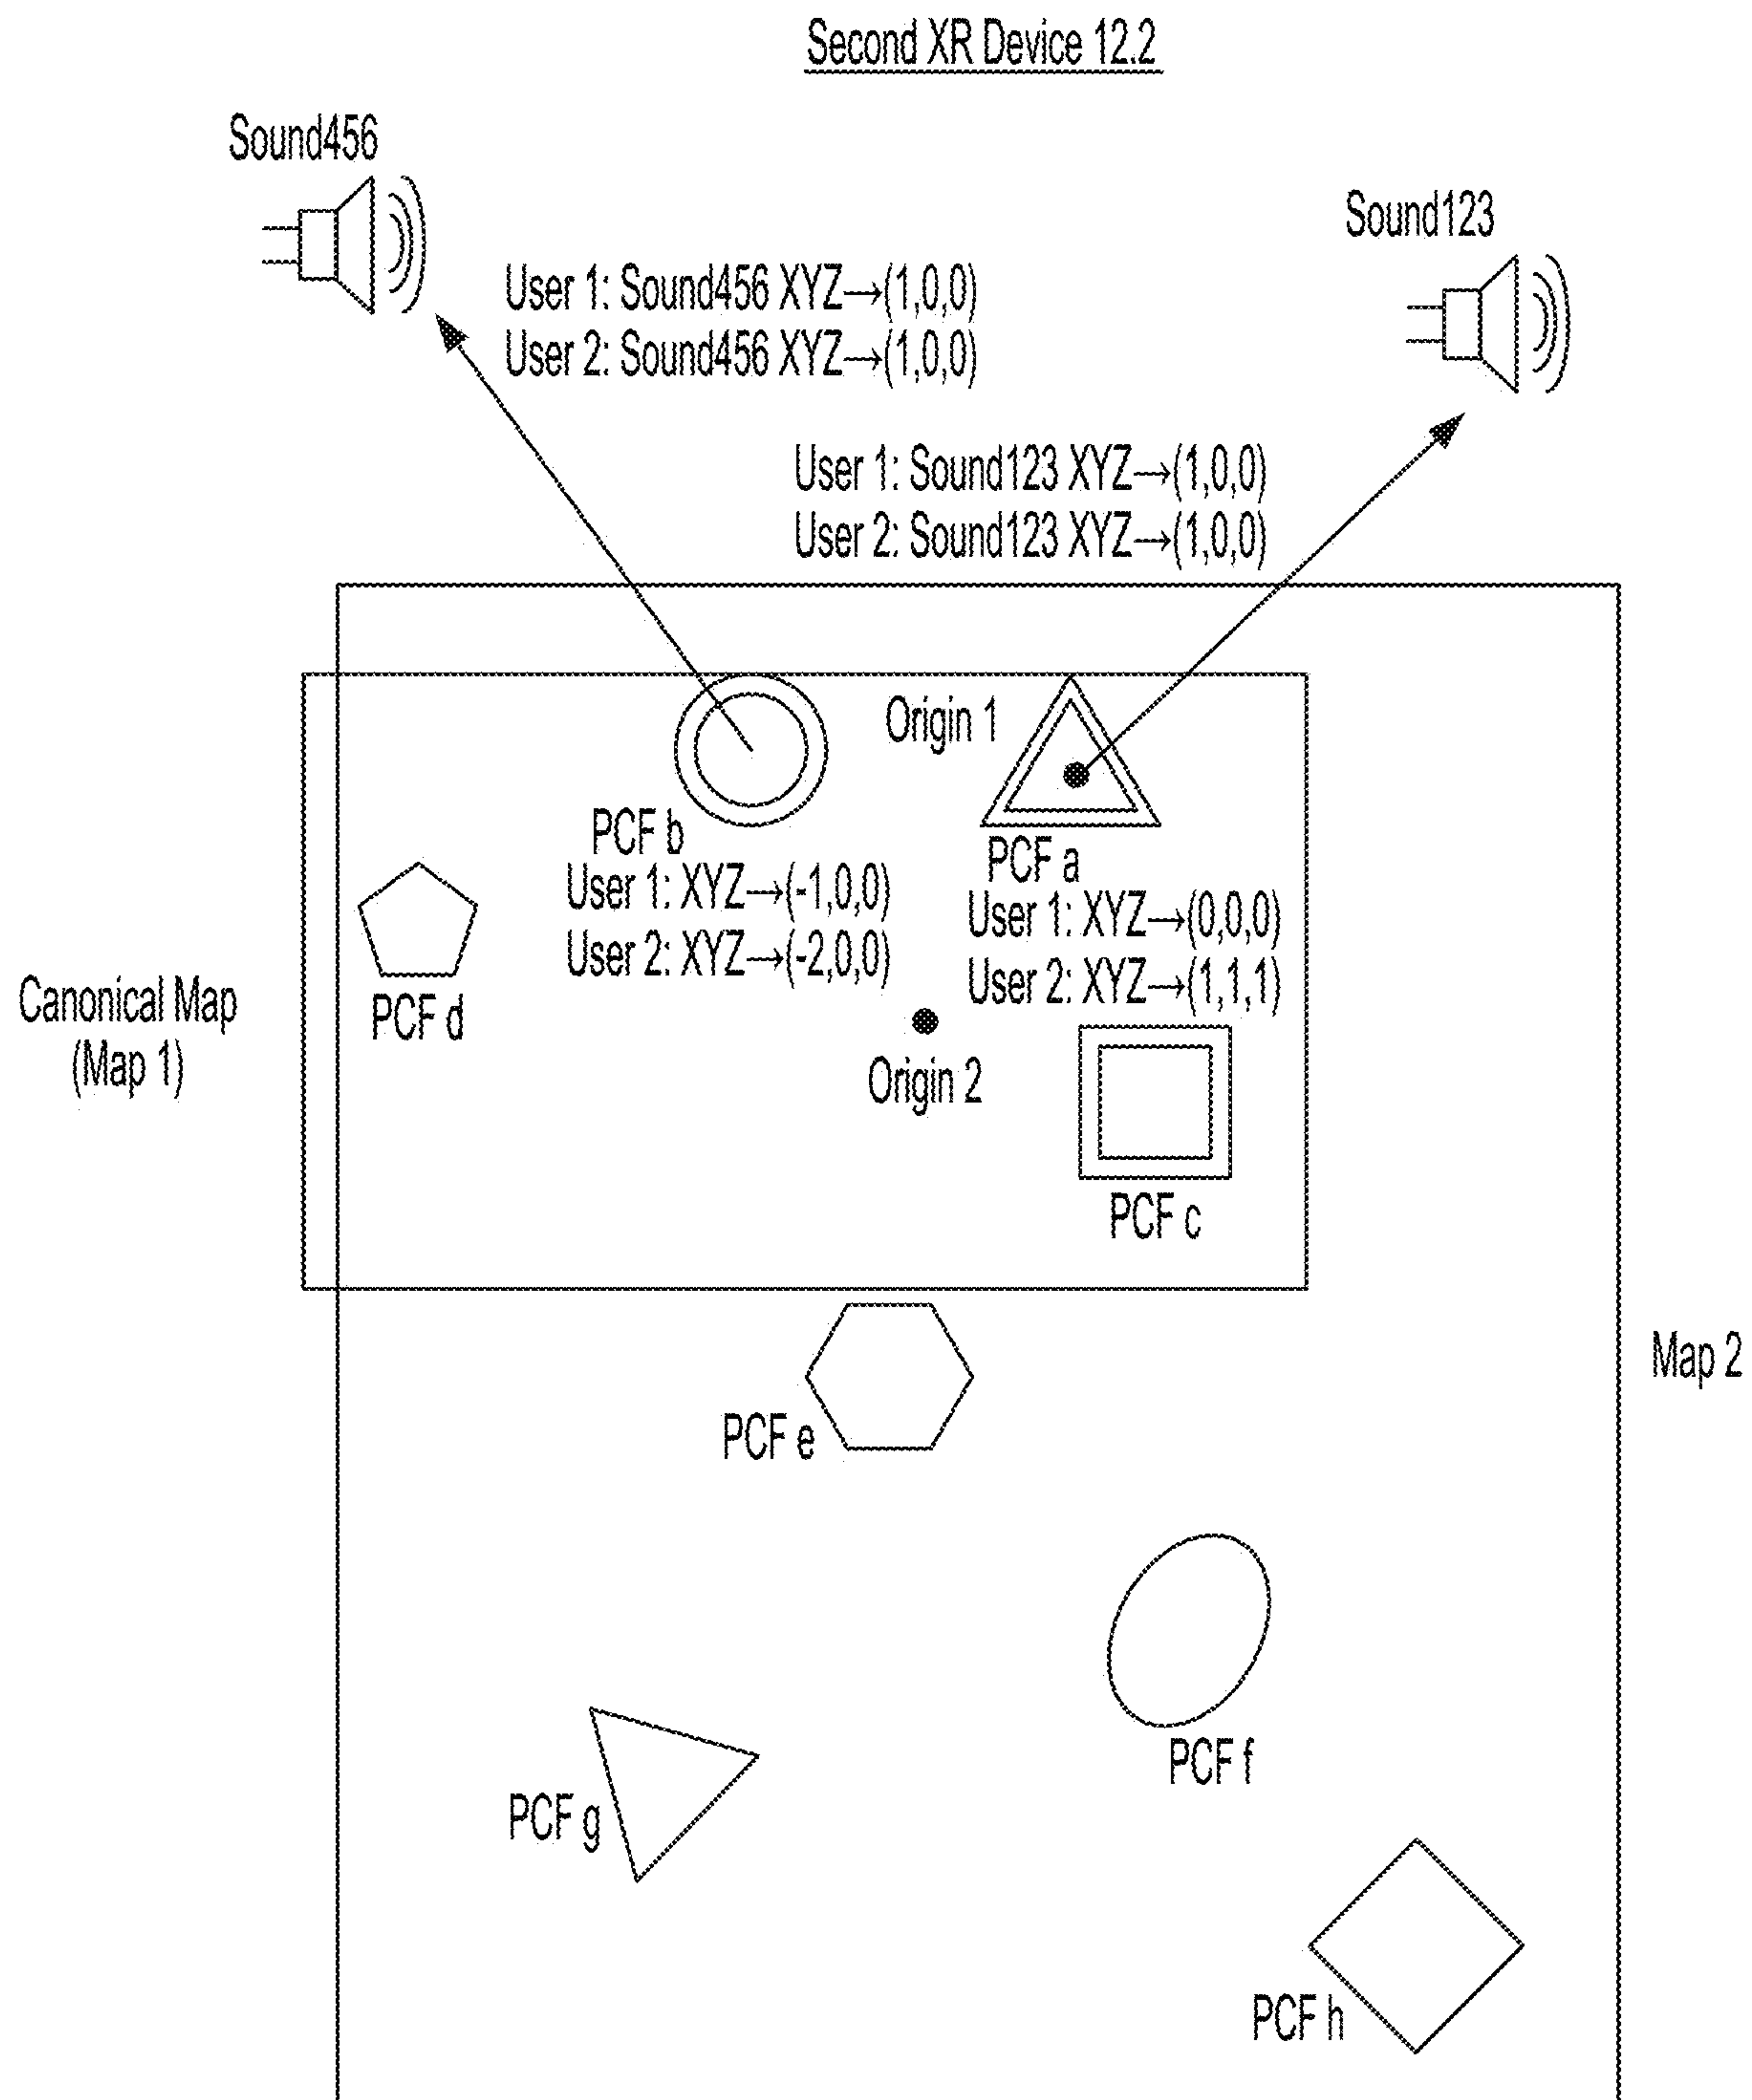 Second XR Device 12.2
Sound456
Sound123
User 1: Sound456 XYZ→(1,0,0)
User 2: Sound456 XYZ→(1,0,0)
User 1: Sound123 XYZ→(1,0,0)
User 2: Sound123 XYZ→(1,0,0)
Origin 1
PCF b
User 1: XYZ→(-1,0,0)
User 2: XYZ→(-2,0,0)
PCF a
User 1: XYZ→(0,0,0)
User 2: XYZ→(1,1,1)
PCF d
Canonical Map
(Map 1)
Origin 2
PCF c
Map 2
PCF e
PCF f
PCF g
PCF h